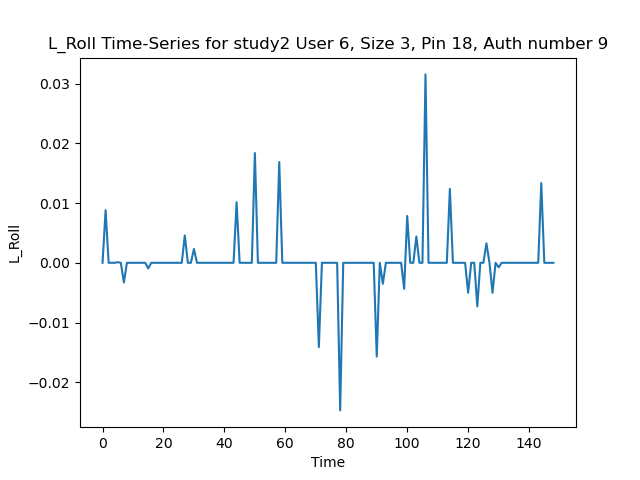 L_Roll Time-Series for study2 User 6, Size 3, Pin 18, Auth number 9
0.03
0.02
0.01
0.00
−0.01
−0.02
L_Roll
0 20 40 60 80 100 120 140
Time